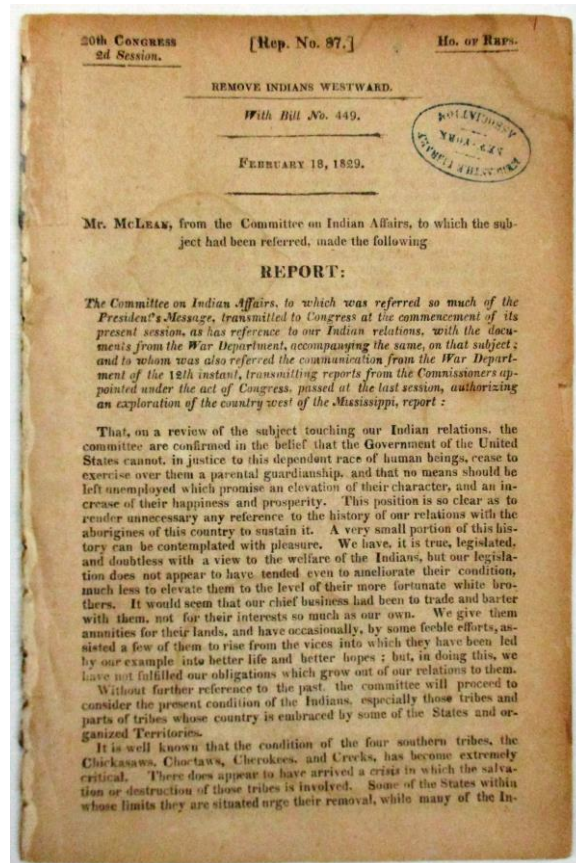 20th Congress
2d Session.
[Rep. No. 87.]
Ho. of Reps.
REMOVE INDIANS WESTWARD.
With Bill No. 449.
February 18, 1829.
MERCANTILE LIBRARY
NEW-YORK
ASSOCIATION
Mr. McLean, from the Committee on Indian Affairs, to which the sub-
ject had been referred, made the following
REPORT:
The Committee on Indian Affairs, to which was referred so much of the
President's Message, transmitted to Congress at the commencement of its
present session, as has reference to our Indian relations, with the docu-
ments from the War Department, accompanying the same, on that subject;
and to whom was also referred the communication from the War Depart-
ment of the 12th instant, transmitting reports from the Commissioners ap-
pointed under the act of Congress, passed at the last session, authorizing
an exploration of the country west of the Mississippi, report:
That, on a review of the subject touching our Indian relations, the
committee are confirmed in the belief that the Government of the United
States cannot, in justice to this dependent race of human beings, cease to
exercise over them a parental guardianship, and that no means should be
left unemployed which promise an elevation of their character, and an in-
crease of their happiness and prosperity. This position is so clear as to
render unnecessary any reference to the history of our relations with the
aborigines of this country to sustain it. A very small portion of this his-
tory can be contemplated with pleasure. We have, it is true, legislated,
and doubtless with a view to the welfare of the Indians, but our legisla-
tion does not appear to have tended even to ameliorate their condition,
much less to elevate them to the level of their more fortunate white bro-
thers. It would seem that our chief business had been to trade and barter
with them, not for their interests so much as our own. We give them
annuities for their lands, and have occasionally, by some feeble efforts, as-
sisted a few of them to rise from the vices into which they have been led
by our example into better life and better hopes; but, in doing this, we
have not fulfilled our obligations which grow out of our relations to them.
Without further reference to the past, the committee will proceed to
consider the present condition of the Indians, especially those tribes and
parts of tribes whose country is embraced by some of the States and or-
ganized Territories.
It is well known that the condition of the four southern tribes, the
Chickasaws, Choctaws, Cherokees, and Creeks, has become extremely
critical. There does appear to have arrived a crisis in which the salva-
tion or destruction of those tribes is involved. Some of the States within
whose limits they are situated urge their removal, while many of the In-